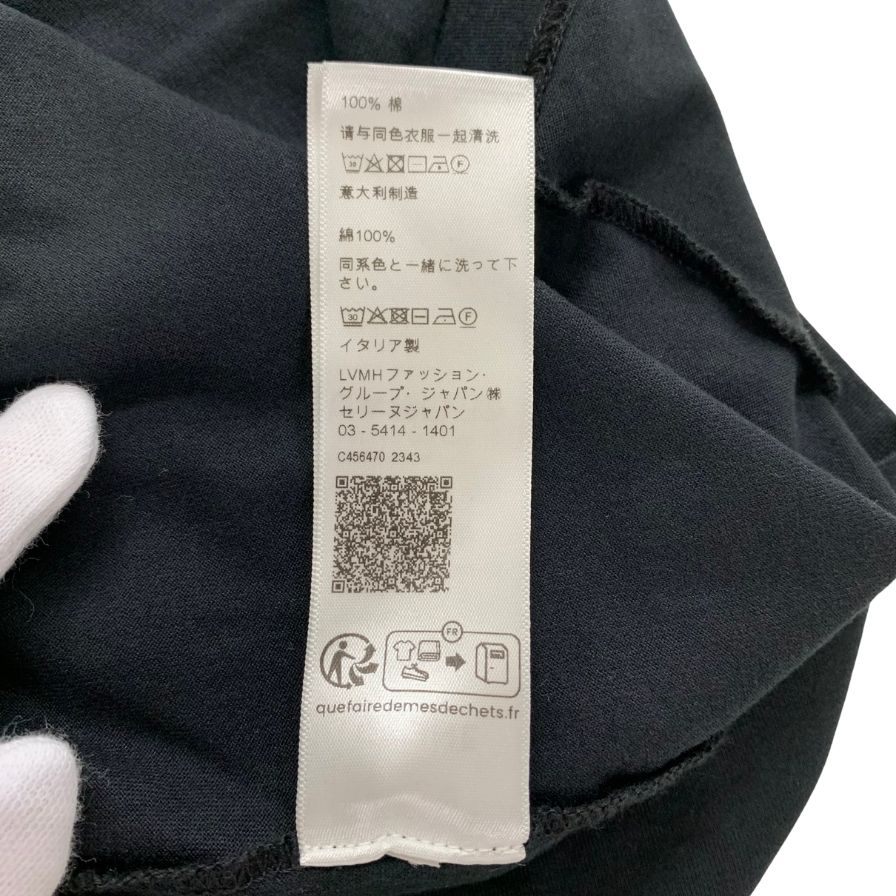 100% 棉
请与同色衣服一起清洗
30 F
意大利制造
綿100%
同系色と一緒に洗って下
さい。
30 F
イタリア製
LVMHファッション・
グループ・ジャパン㈱
セリーヌジャパン
03 - 5414 - 1401
C456470 2343
FR
quefairedemesdechets.fr